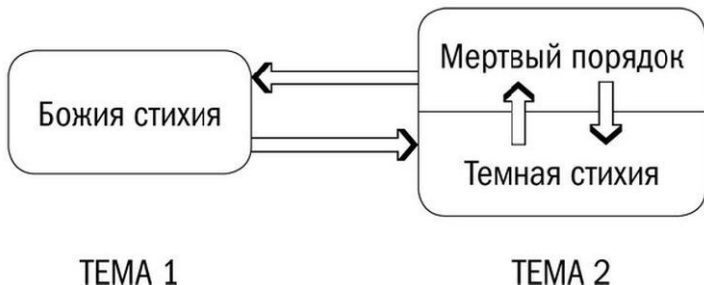 Божия стихия
Мертвый порядок
Темная стихия
ТЕМА 1
ТЕМА 2